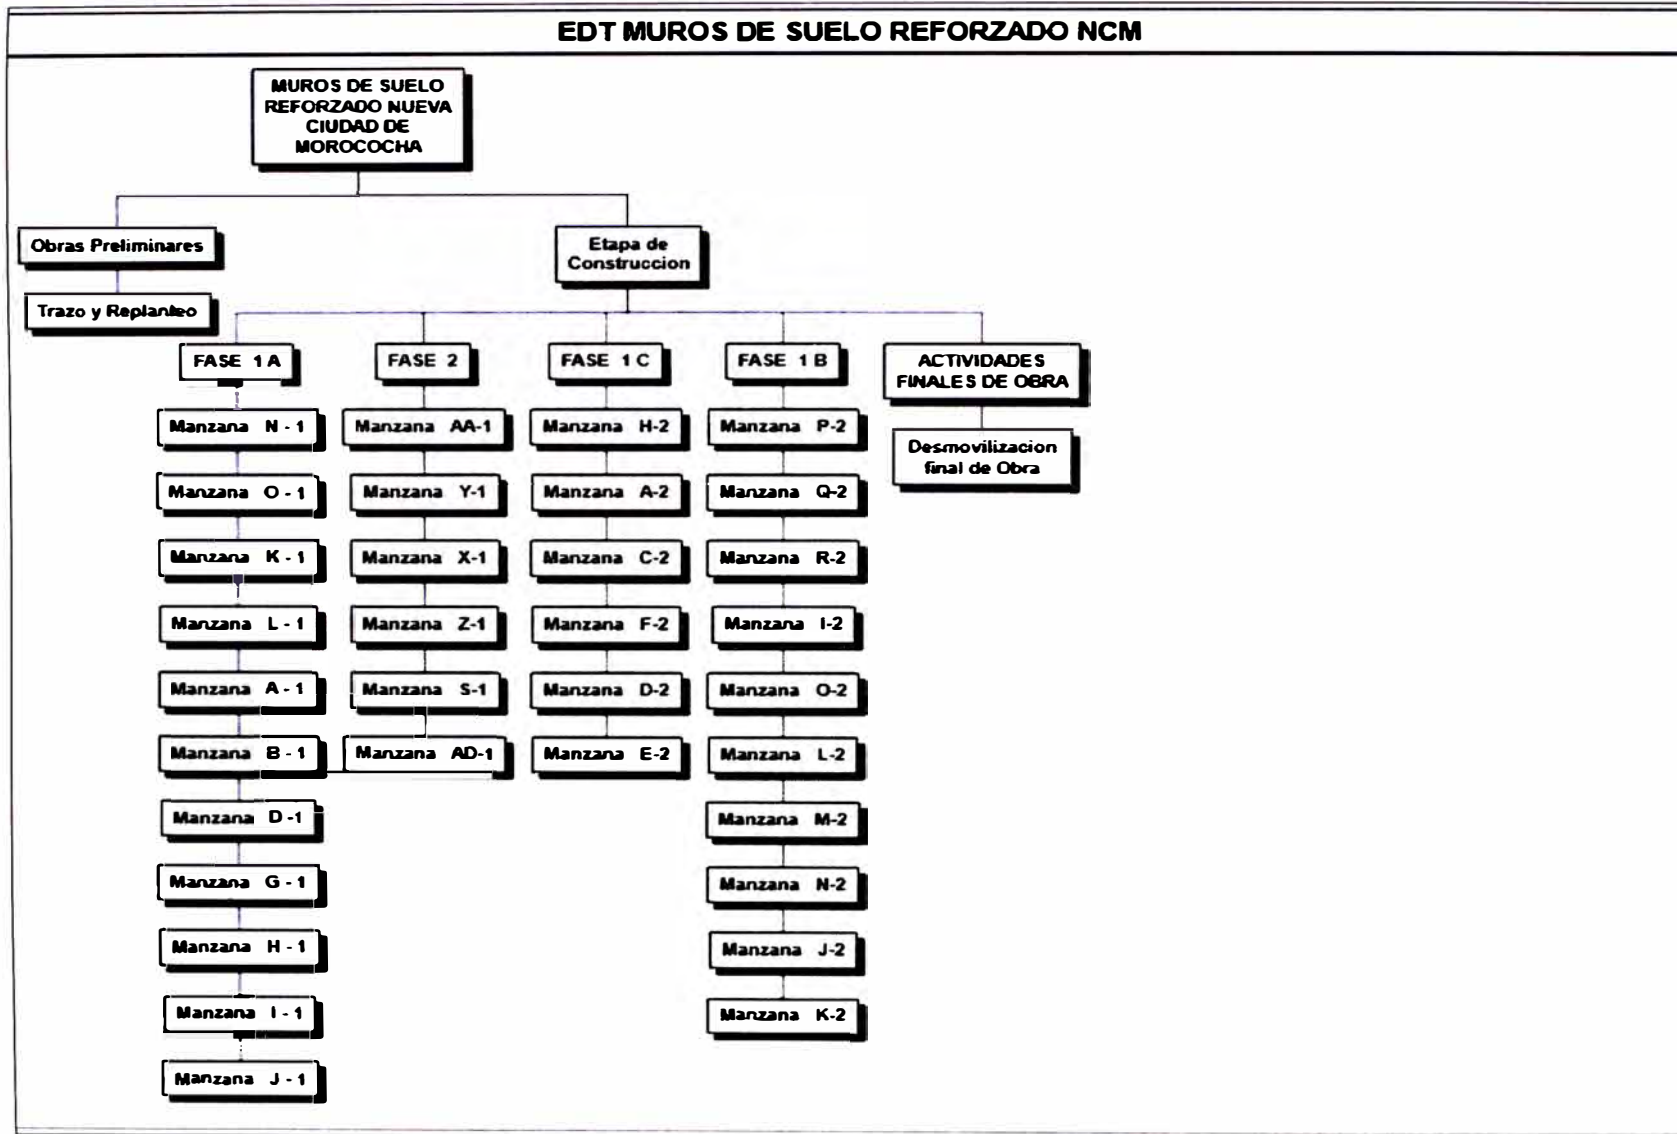 EDT MUROS DE SUELO REFORZADO NCM
MUROS DE SUELO
REFORZADO NUEVA
CIUDAD DE
MOROCOCHA
Obras Preliminares
Trazo y Replanteo
Etapa de
Construccion
FASE 1 A
Manzana N - 1
Manzana O - 1
Manzana K - 1
Manzana L - 1
Manzana A - 1
Manzana B - 1
Manzana D -1
Manzana G - 1
Manzana H - 1
Manzana I - 1
Manzana J - 1
FASE 2
Manzana AA-1
Manzana Y-1
Manzana X-1
Manzana Z-1
Manzana S-1
Manzana AD-1
FASE 1 C
Manzana H-2
Manzana A-2
Manzana C-2
Manzana F-2
Manzana D-2
Manzana E-2
FASE 1 B
Manzana P-2
Manzana Q-2
Manzana R-2
Manzana I-2
Manzana O-2
Manzana L-2
Manzana M-2
Manzana N-2
Manzana J-2
Manzana K-2
ACTIVIDADES
FINALES DE OBRA
Desmovilizacion
final de Obra